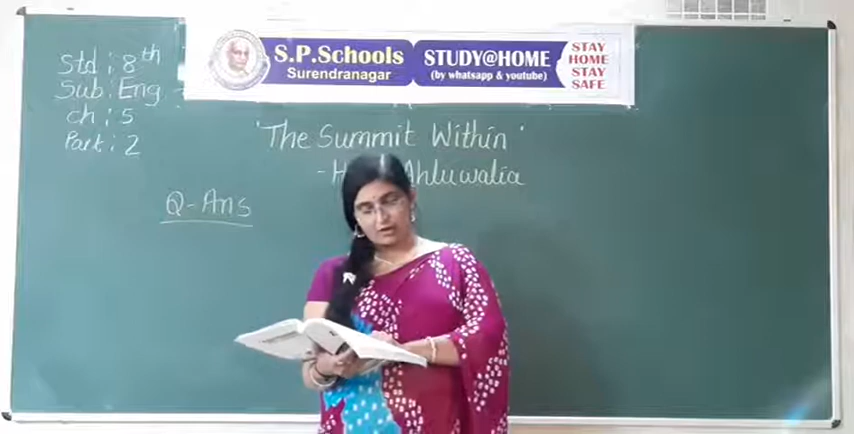 S.P.Schools
Surendranagar
STUDY@HOME
(by whatsapp & youtube)
STAY
HOME
STAY
SAFE
Std : 8th
Sub : Eng
ch : 5
Part : 2
'The Summit Within'
- H Ahluwalia
Q-Ans